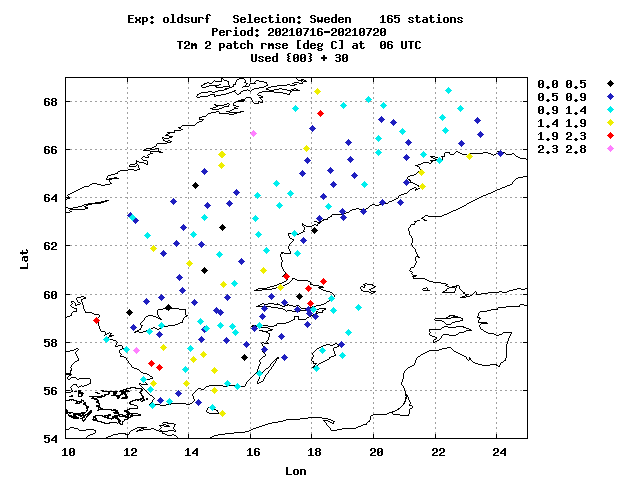 Exp: oldsurf   Selection: Sweden    165 stations
Period: 20210716-20210720
T2m 2 patch rmse [deg C] at  06 UTC
Used {00} + 30
0.0 0.5
0.5 0.9
0.9 1.4
1.4 1.9
1.9 2.3
2.3 2.8
68
66
64
62
60
58
56
54
Lat
10 12 14 16 18 20 22 24
Lon